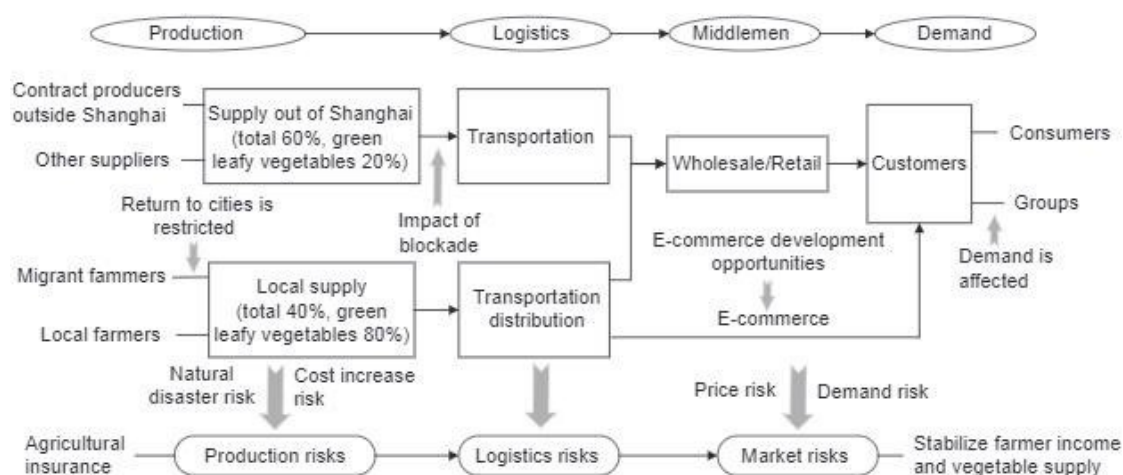 Production
Logistics
Middlemen
Demand
Contract producers
outside Shanghai
Other suppliers
Supply out of Shanghai
(total 60%, green
leafy vegetables 20%)
Transportation
Wholesale/Retail
Customers
Consumers
Groups
Return to cities is
restricted
Impact of
blockade
E-commerce development
opportunities
Demand is
affected
Migrant fammers
Local farmers
Local supply
(total 40%, green
leafy vegetables 80%)
Transportation
distribution
E-commerce
Natural
disaster risk
Cost increase
risk
Price risk
Demand risk
Agricultural
insurance
Production risks
Logistics risks
Market risks
Stabilize farmer income
and vegetable supply